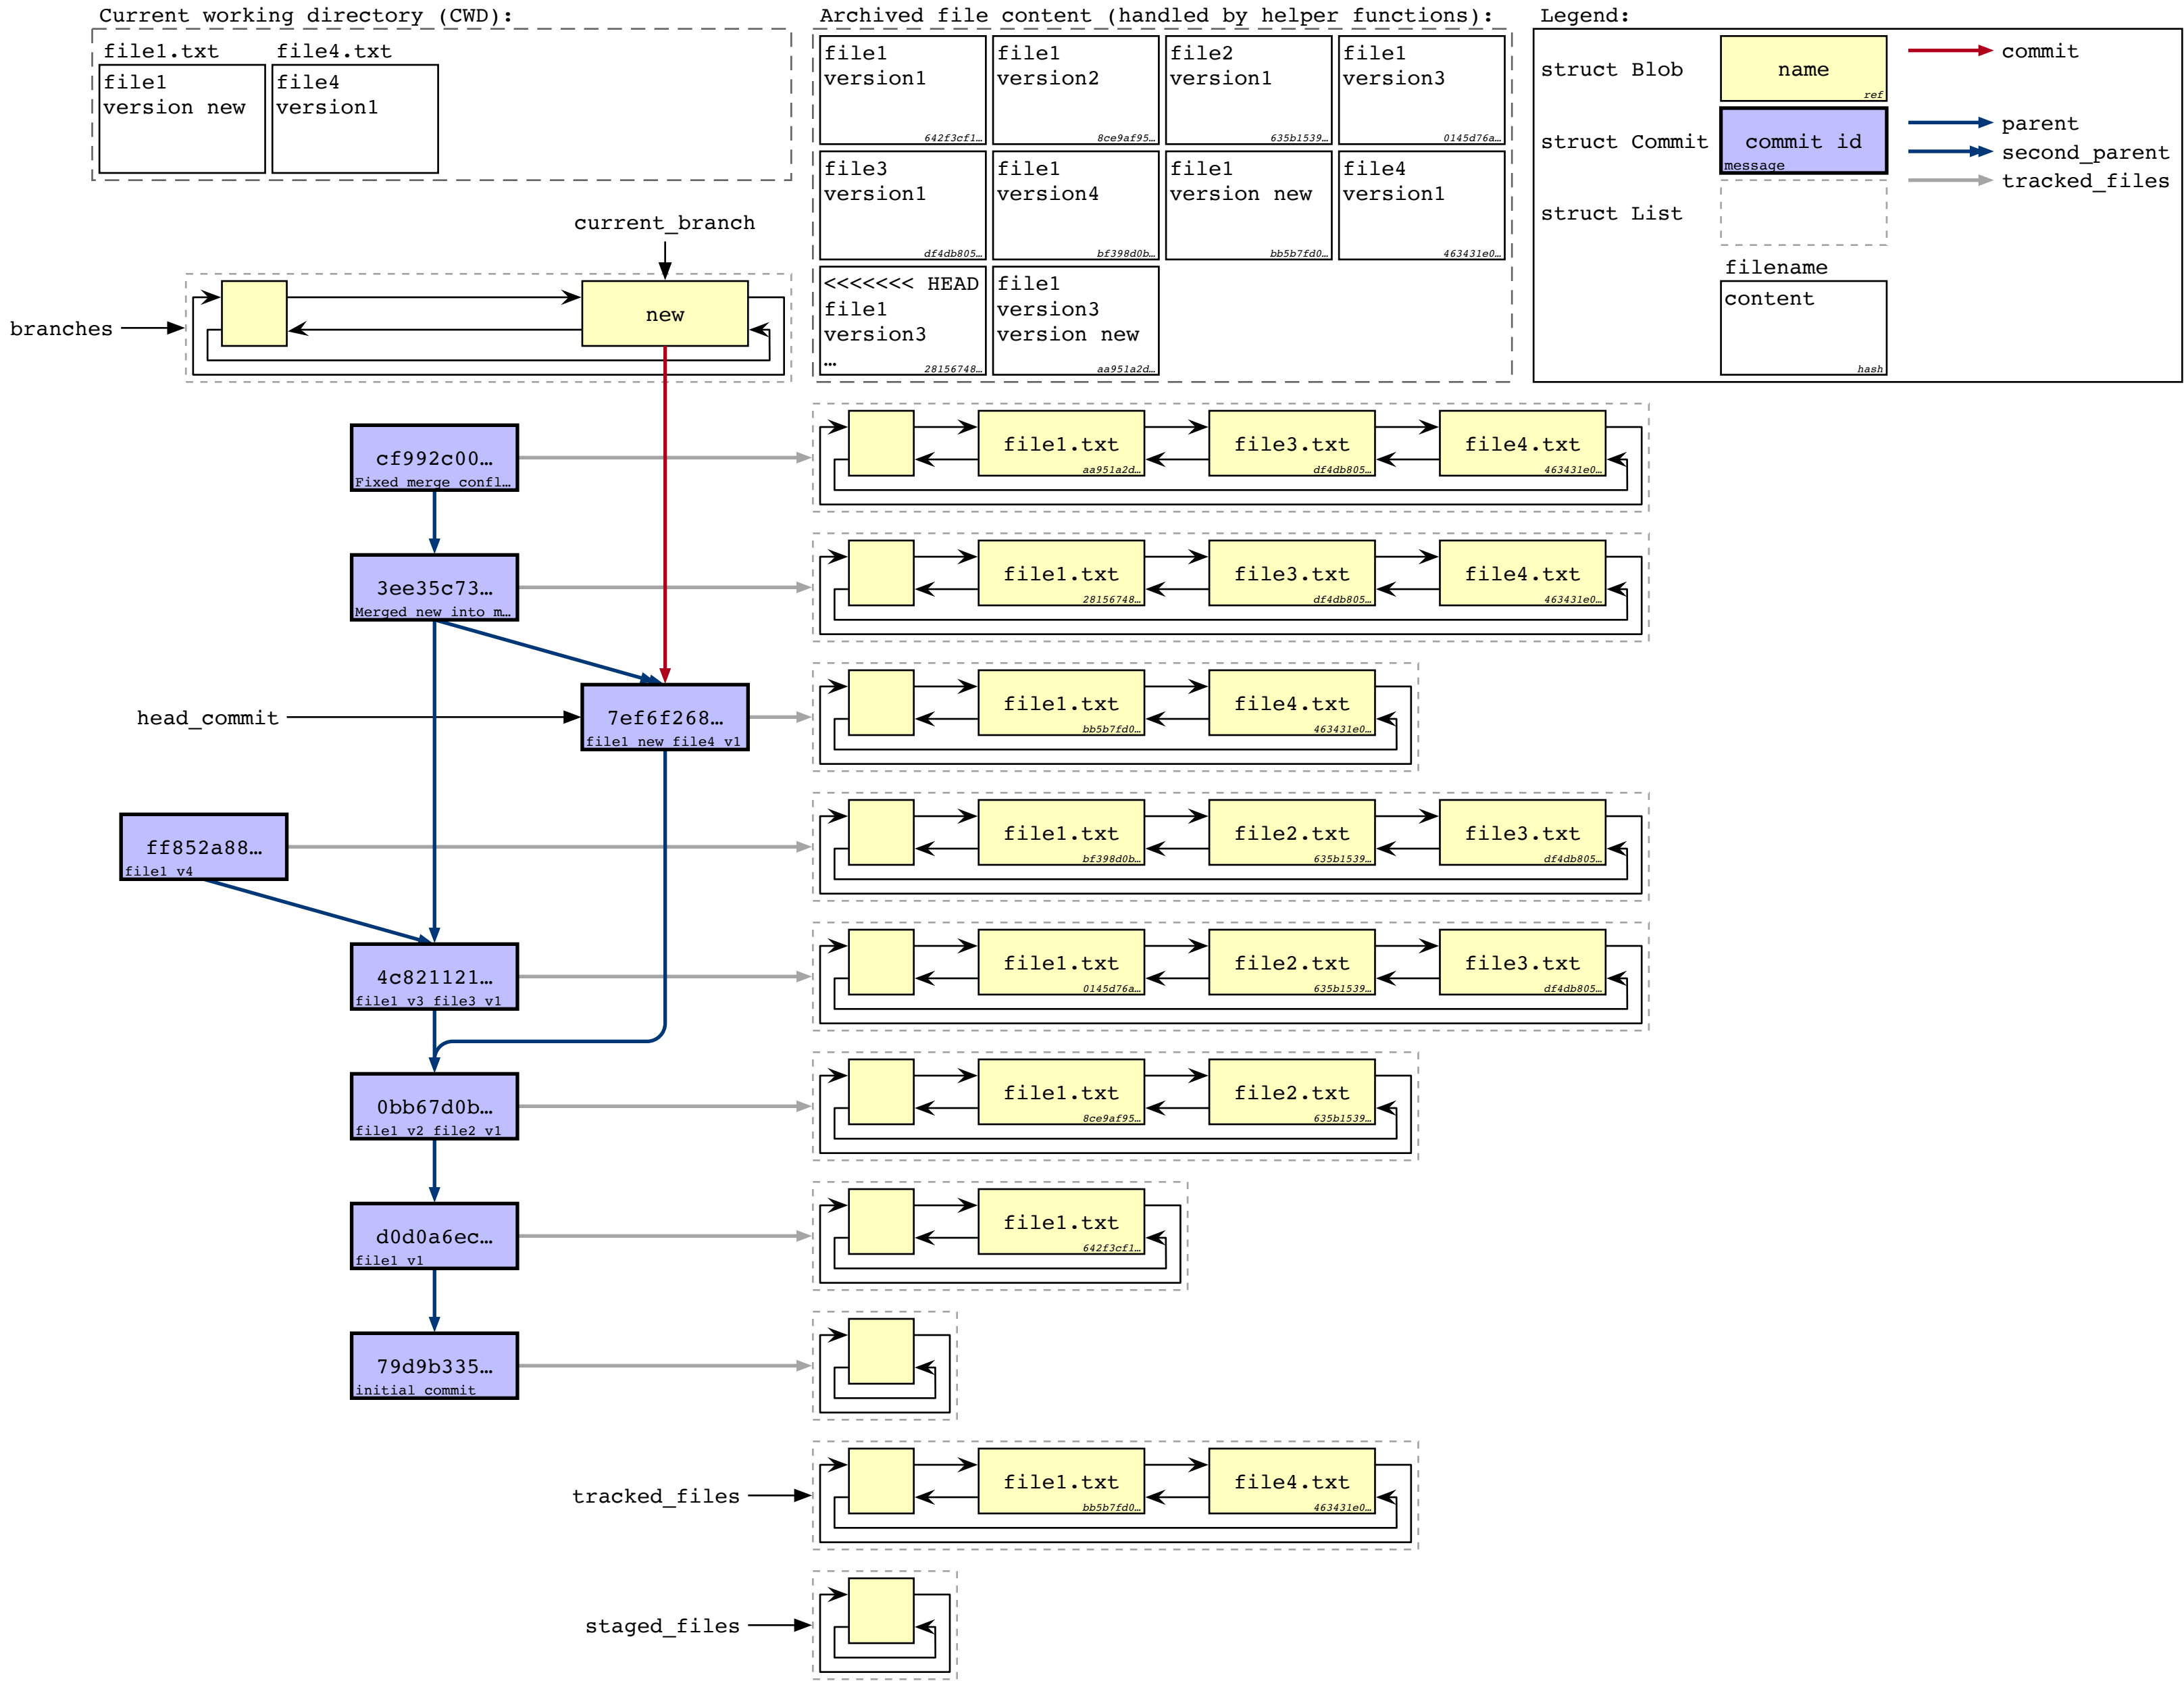 Current working directory (CWD):
file1.txt
file1
version new
file4.txt
file4
version1
Archived file content (handled by helper functions):
file1
version1
642f3cf1…
file1
version2
8ce9af95…
file2
version1
635b1539…
file1
version3
0145d76a…
file3
version1
df4db805…
file1
version4
bf398d0b…
file1
version new
bb5b7fd0…
file4
version1
463431e0…
<<<<<<< HEAD
file1
version3
…
28156748…
file1
version3
version new
aa951a2d…
Legend:
struct Blob
name
ref
struct Commit
commit id
message
struct List
filename
content
hash
commit
parent
second_parent
tracked_files
current_branch
branches
new
cf992c00…
Fixed merge confl…
file1.txt
aa951a2d…
file3.txt
df4db805…
file4.txt
463431e0…
3ee35c73…
Merged new into m…
file1.txt
28156748…
file3.txt
df4db805…
file4.txt
463431e0…
head_commit
7ef6f268…
file1 new file4 v1
file1.txt
bb5b7fd0…
file4.txt
463431e0…
ff852a88…
file1 v4
file1.txt
bf398d0b…
file2.txt
635b1539…
file3.txt
df4db805…
4c821121…
file1 v3 file3 v1
file1.txt
0145d76a…
file2.txt
635b1539…
file3.txt
df4db805…
0bb67d0b…
file1 v2 file2 v1
file1.txt
8ce9af95…
file2.txt
635b1539…
d0d0a6ec…
file1 v1
file1.txt
642f3cf1…
79d9b335…
initial commit
tracked_files
file1.txt
bb5b7fd0…
file4.txt
463431e0…
staged_files